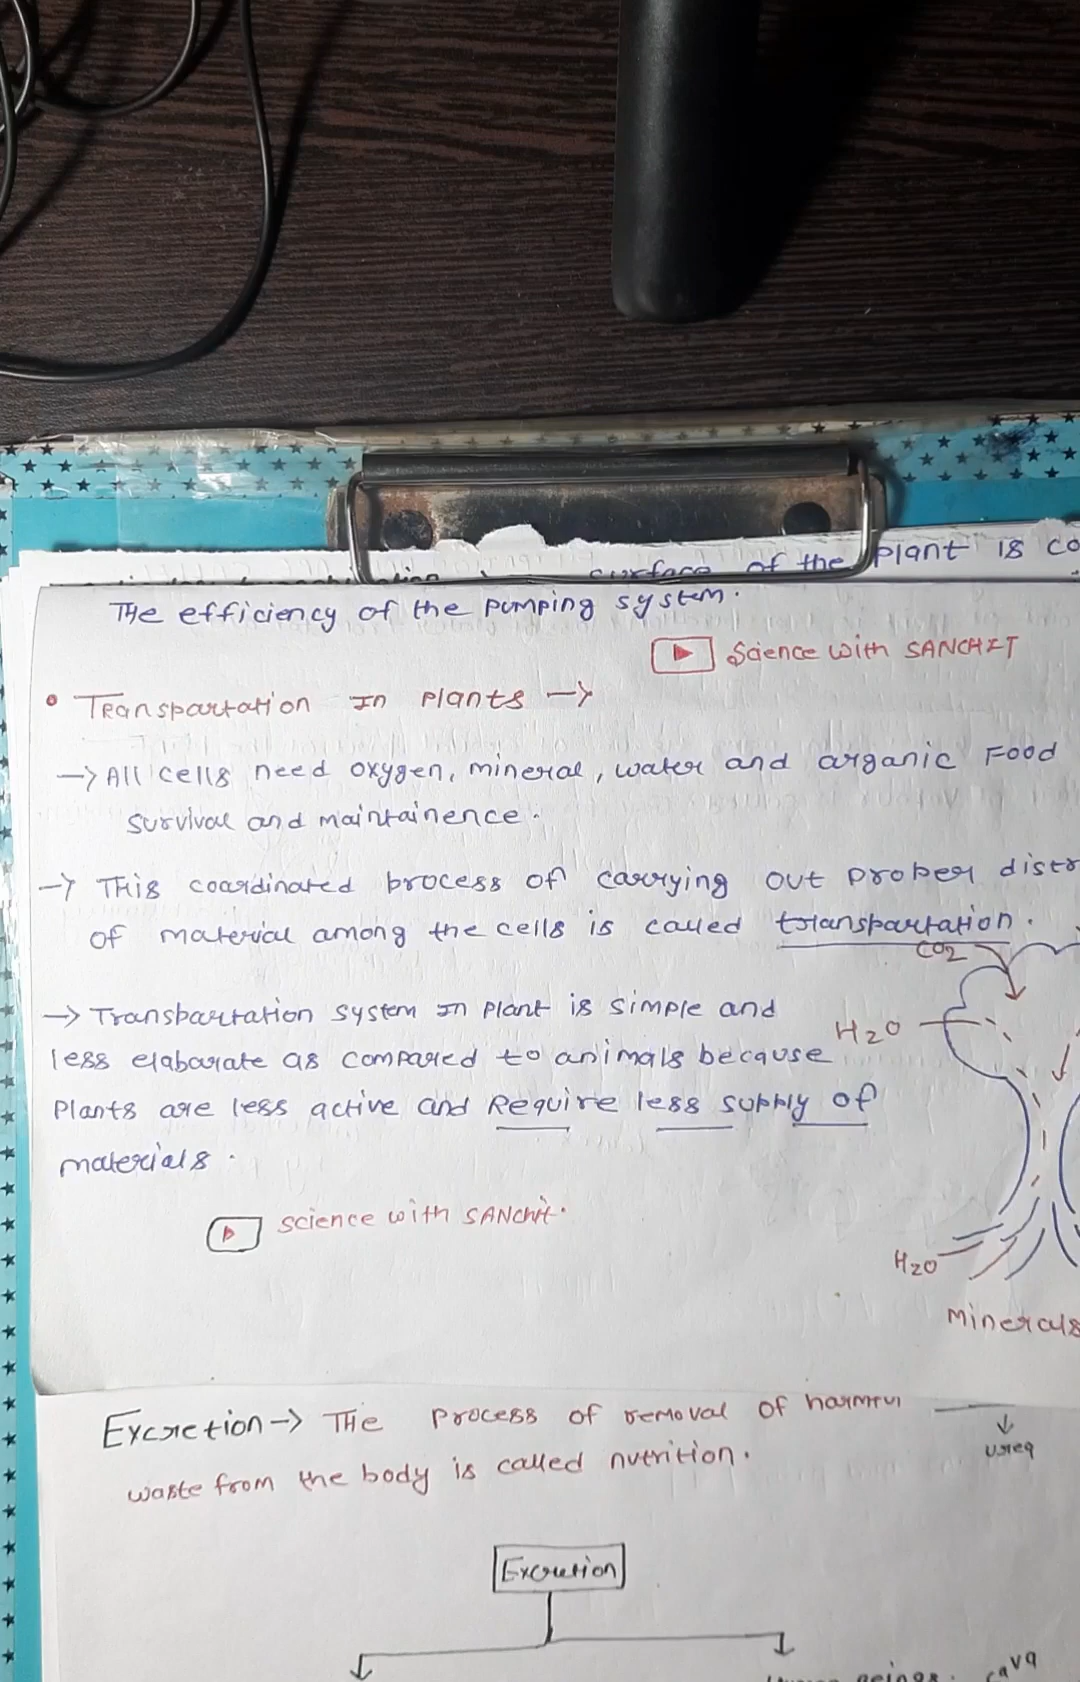 surface of the plant is co
The efficiency of the pumping system.
Science with SANCHIT
• Transportation In plants →
→ All cells need oxygen, mineral, water and organic Food
survival and maintainence.
→ This coordinated process of carrying out proper distr
of material among the cells is called transportation.
CO2
→ Transportation system In plant is simple and
H2O
less elaborate as compared to animals because
Plants are less active and Require less supply of
materials.
science with SANChit.
H2O
Minerals
Excretion → The process of removal of harmful
urea
waste from the body is called nutrition.
Excretion
beings.